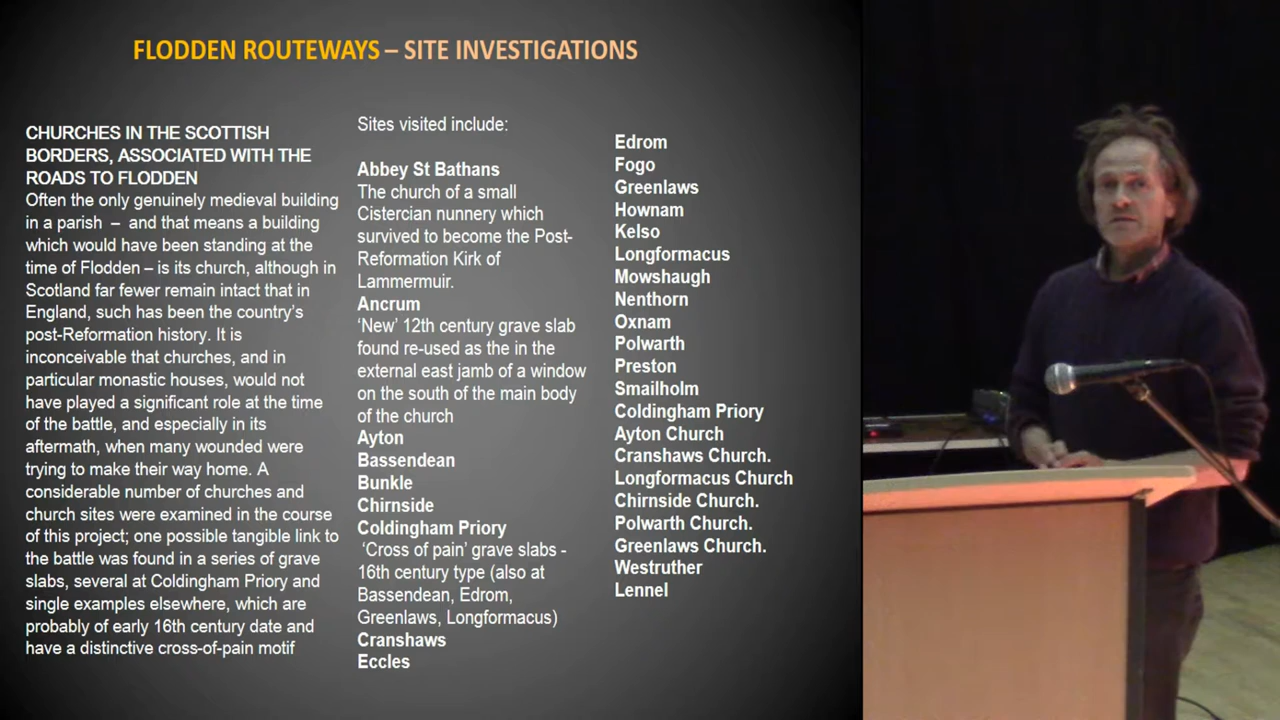 FLODDEN ROUTEWAYS – SITE INVESTIGATIONS
CHURCHES IN THE SCOTTISH
BORDERS, ASSOCIATED WITH THE
ROADS TO FLODDEN
Often the only genuinely medieval building
in a parish – and that means a building
which would have been standing at the
time of Flodden – is its church, although in
Scotland far fewer remain intact that in
England, such has been the country's
post-Reformation history. It is
inconceivable that churches, and in
particular monastic houses, would not
have played a significant role at the time
of the battle, and especially in its
aftermath, when many wounded were
trying to make their way home. A
considerable number of churches and
church sites were examined in the course
of this project; one possible tangible link to
the battle was found in a series of grave
slabs, several at Coldingham Priory and
single examples elsewhere, which are
probably of early 16th century date and
have a distinctive cross-of-pain motif
Sites visited include:
Abbey St Bathans
The church of a small
Cistercian nunnery which
survived to become the Post-
Reformation Kirk of
Lammermuir.
Ancrum
'New' 12th century grave slab
found re-used as the in the
external east jamb of a window
on the south of the main body
of the church
Ayton
Bassendean
Bunkle
Chirnside
Coldingham Priory
'Cross of pain' grave slabs -
16th century type (also at
Bassendean, Edrom,
Greenlaws, Longformacus)
Cranshaws
Eccles
Edrom
Fogo
Greenlaws
Hownam
Kelso
Longformacus
Mowshaugh
Nenthorn
Oxnam
Polwarth
Preston
Smailholm
Coldingham Priory
Ayton Church
Cranshaws Church.
Longformacus Church
Chirnside Church.
Polwarth Church.
Greenlaws Church.
Westruther
Lennel